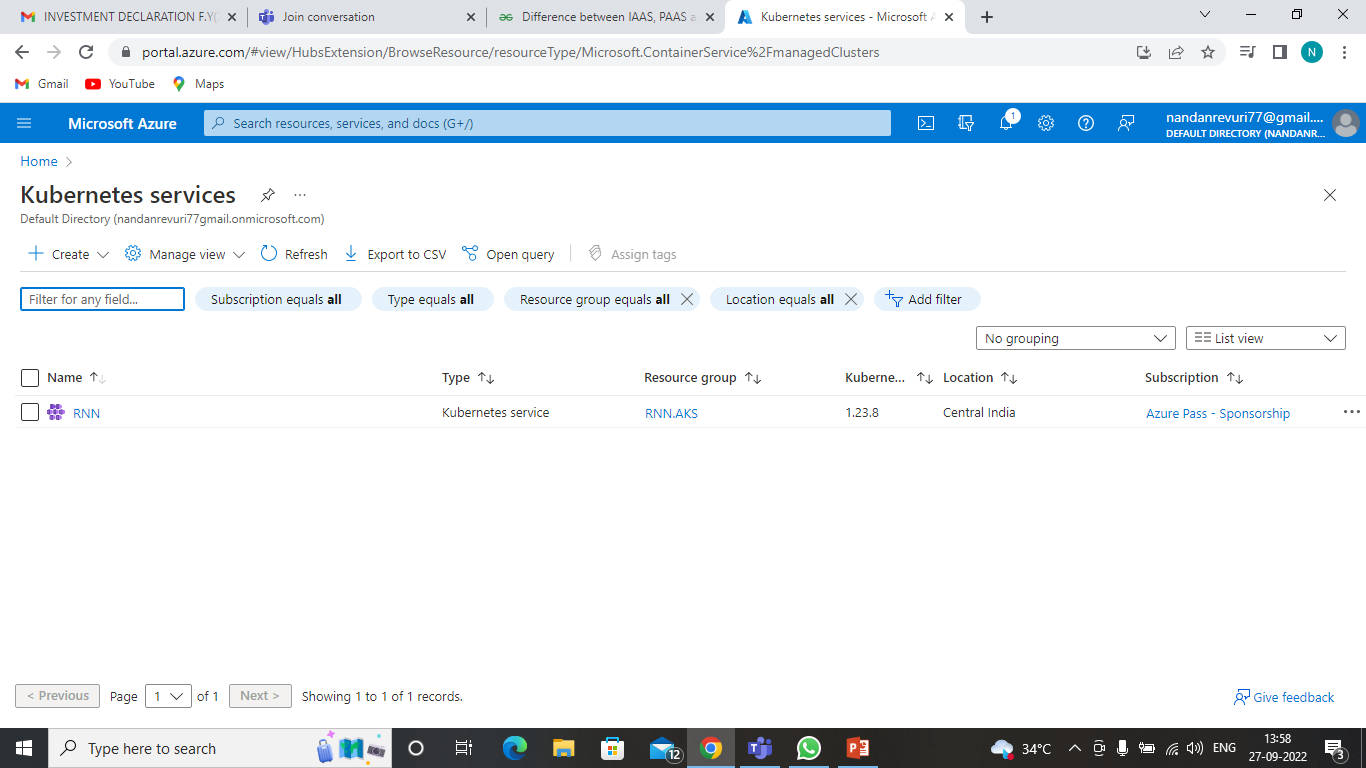 INVESTMENT DECLARATION F.Y(
Join conversation
Difference between IAAS, PAAS a
Kubernetes services - Microsoft A
portal.azure.com/#view/HubsExtension/BrowseResource/resourceType/Microsoft.ContainerService%2FmanagedClusters
N
Gmail YouTube Maps
Microsoft Azure
Search resources, services, and docs (G+/)
1
nandanrevuri77@gmail....
DEFAULT DIRECTORY (NANDANR...
Home >
Kubernetes services
...
Default Directory (nandanrevuri77gmail.onmicrosoft.com)
Create Manage view Refresh Export to CSV Open query Assign tags
Filter for any field... Subscription equals all Type equals all Resource group equals all Location equals all Add filter
No grouping List view
Name Type Resource group Kuberne... Location Subscription
RNN Kubernetes service RNN.AKS 1.23.8 Central India Azure Pass - Sponsorship ...
< Previous Page 1 of 1 Next > Showing 1 to 1 of 1 records. Give feedback
Type here to search 12 34°C ENG 13:58
27-09-2022
3